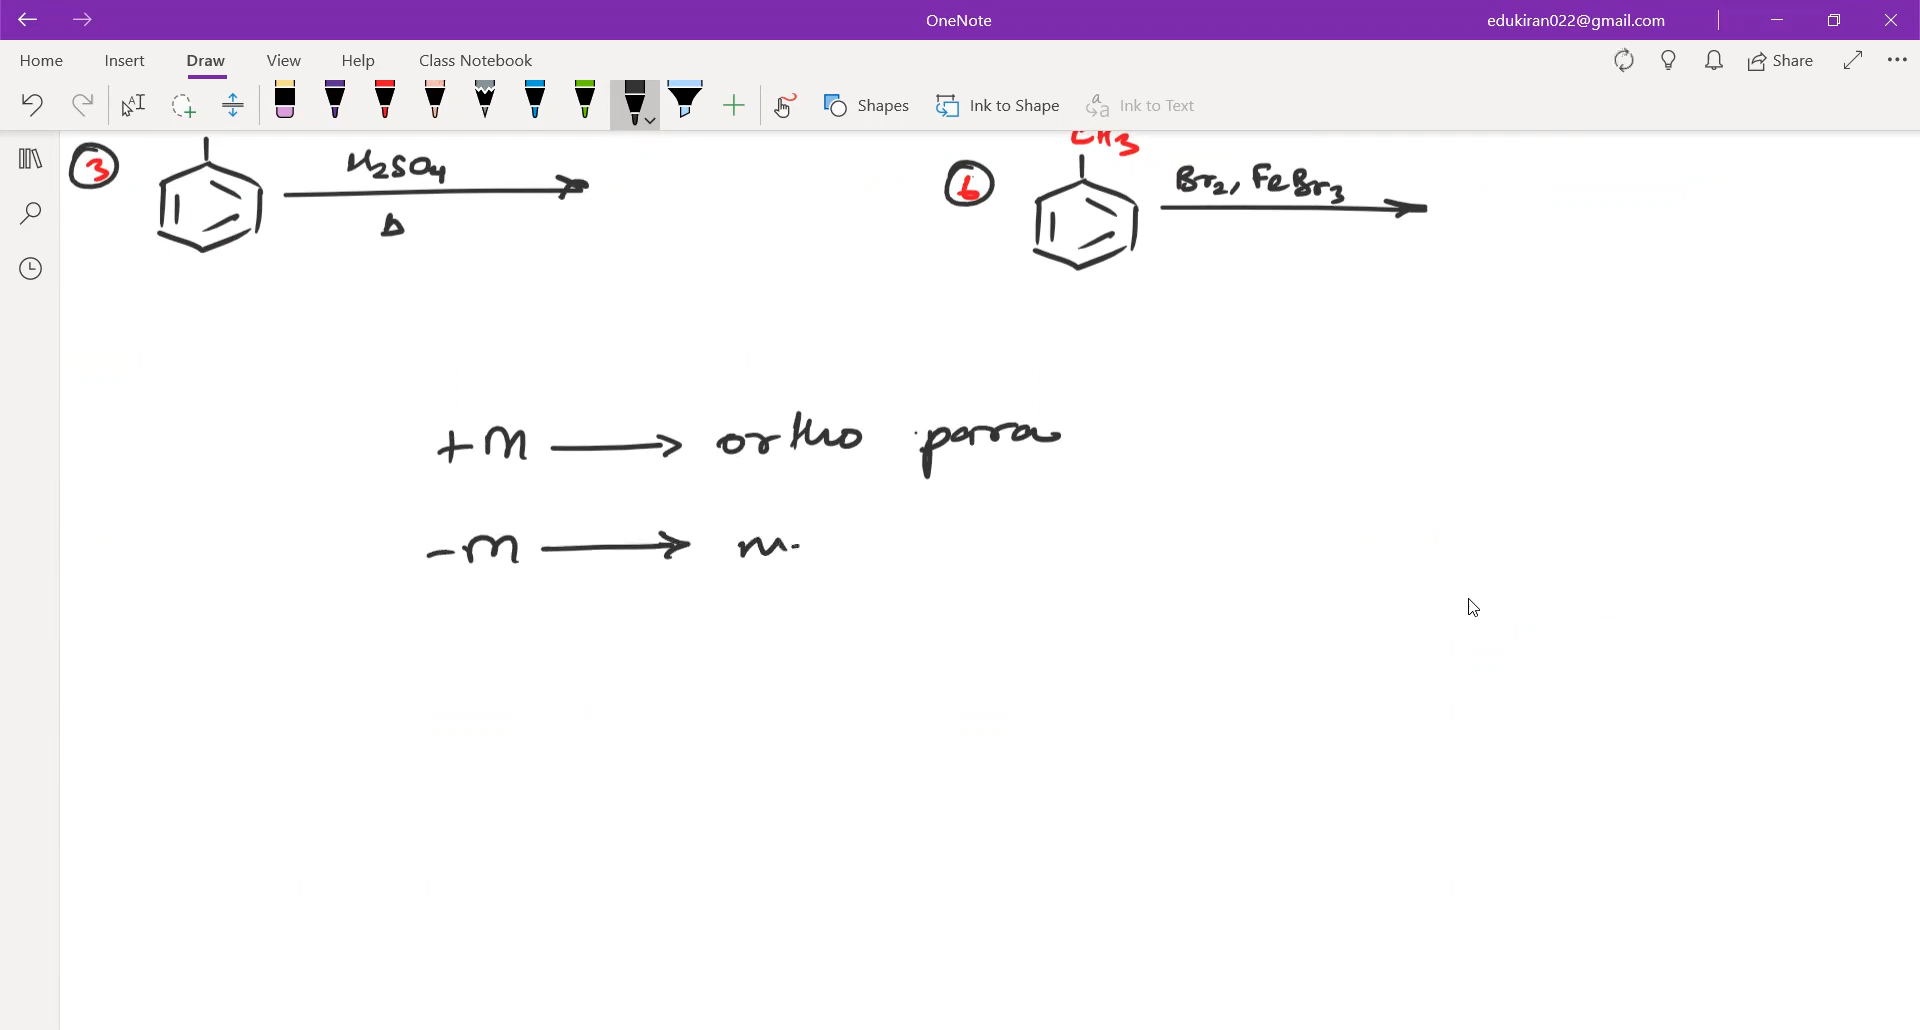 OneNote
edukiran022@gmail.com
Home Insert Draw View Help Class Notebook
Share
Shapes
Ink to Shape
Ink to Text
3
H2SO4
Δ
CH3
6
Br2, FeBr3
+m → ortho para
-m → m.